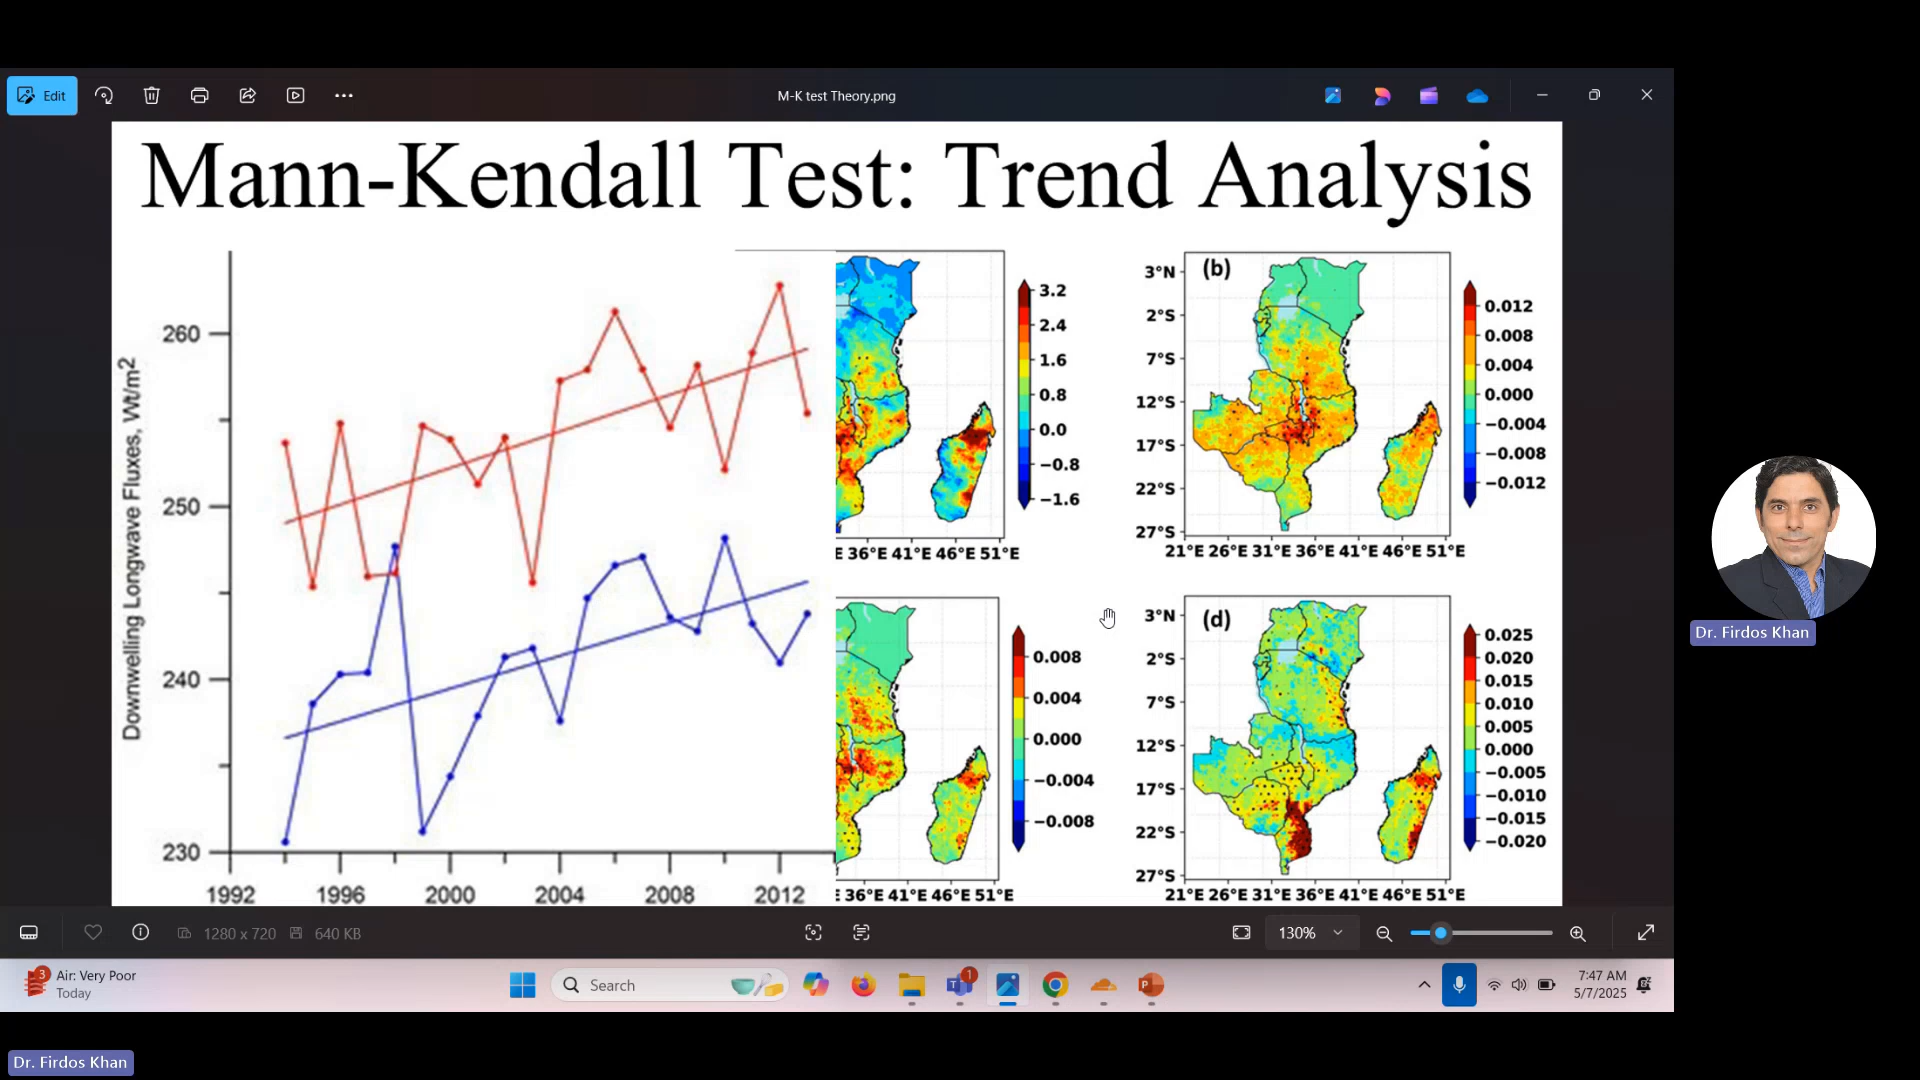 Edit
M-K test Theory.png
Mann-Kendall Test: Trend Analysis
Downwelling Longwave Fluxes, Wt/m2
260
250
240
230
1992 1996 2000 2004 2008 2012
3.2
2.4
1.6
0.8
0.0
−0.8
−1.6
36°E 41°E 46°E 51°E
(b)
3°N
2°S
7°S
12°S
17°S
22°S
27°S
21°E 26°E 31°E 36°E 41°E 46°E 51°E
0.012
0.008
0.004
0.000
−0.004
−0.008
−0.012
0.008
0.004
0.000
−0.004
−0.008
36°E 41°E 46°E 51°E
(d)
3°N
2°S
7°S
12°S
17°S
22°S
27°S
21°E 26°E 31°E 36°E 41°E 46°E 51°E
0.025
0.020
0.015
0.010
0.005
0.000
−0.005
−0.010
−0.015
−0.020
1280 x 720 640 KB
130%
3
Air: Very Poor
Today
Search
1
7:47 AM
5/7/2025
Dr. Firdos Khan
Dr. Firdos Khan